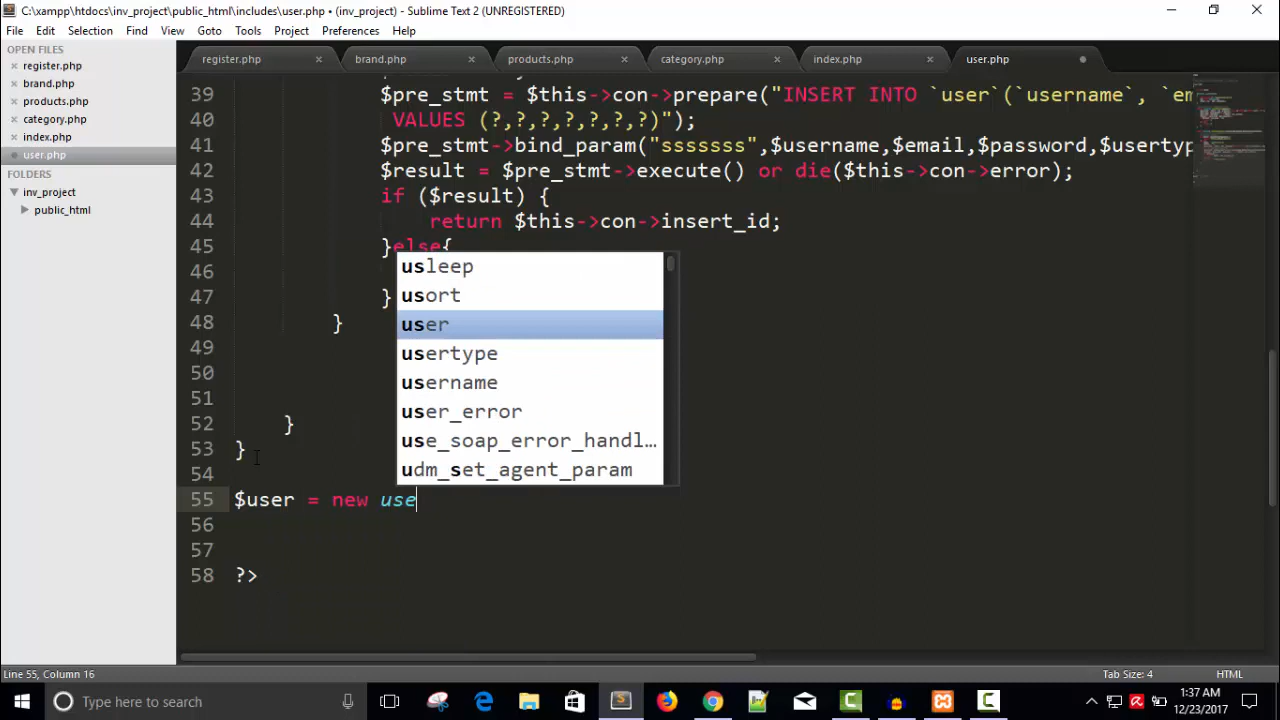 C:\xampp\htdocs\inv_project\public_html\includes\user.php • (inv_project) - Sublime Text 2 (UNREGISTERED)
File Edit Selection Find View Goto Tools Project Preferences Help
OPEN FILES
register.php
brand.php
products.php
category.php
index.php
user.php
FOLDERS
inv_project
public_html
register.php × brand.php × products.php × category.php × index.php × user.php
39 $pre_stmt = $this->con->prepare("INSERT INTO `user`(`username`, `em
40 VALUES (?,?,?,?,?,?,?)");
41 $pre_stmt->bind_param("sssssss",$username,$email,$password,$usertyp
42 $result = $pre_stmt->execute() or die($this->con->error);
43 if ($result) {
44 return $this->con->insert_id;
45 }else{
46
47 }
48 }
49
50
51
52 }
53 }
54
55 $user = new use
56
57
58 ?>
usleep
usort
user
usertype
username
user_error
use_soap_error_handl...
udm_set_agent_param
Line 55, Column 16
Tab Size: 4 HTML
Type here to search
1:37 AM
12/23/2017